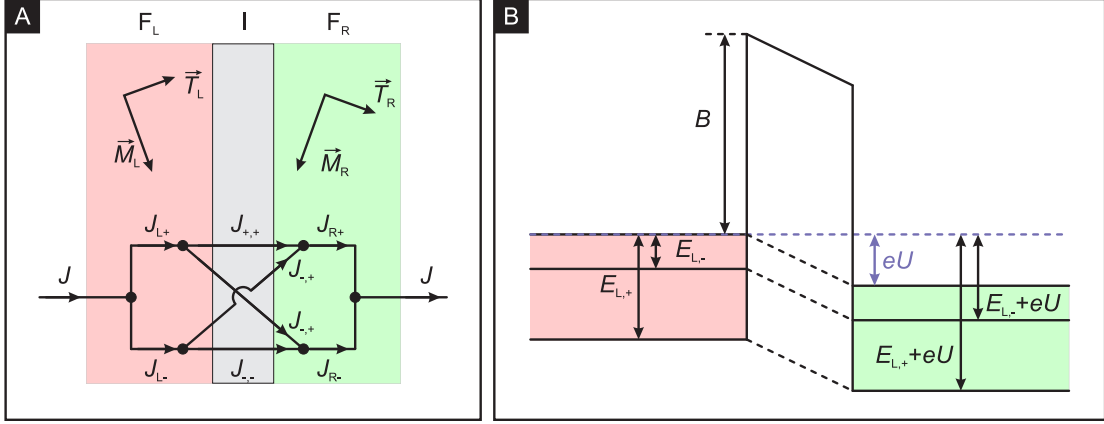 A
F_L I F_R
T_L
T_R
M_L
M_R
J_L+ J_+,+ J_R+
J_-,+
J J
J_-,+
J_L- J_-,- J_R-
B
B
E_L,-
eU
E_L,+
E_L,-+eU
E_L,++eU